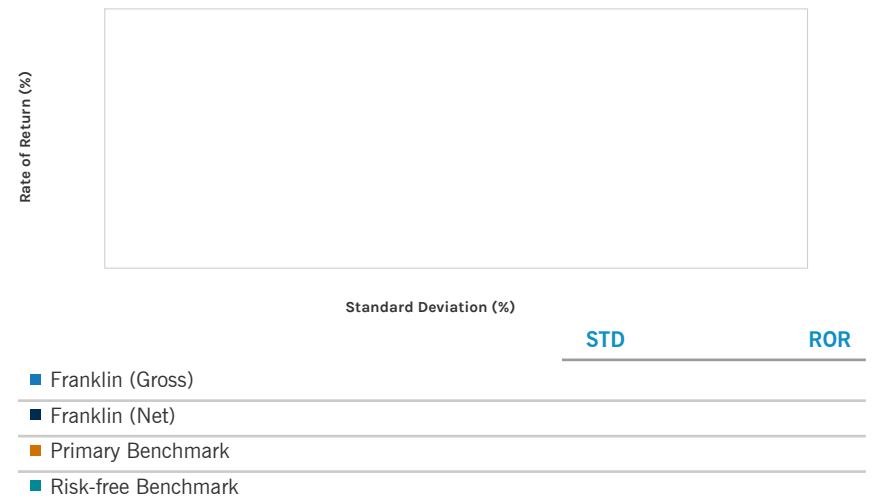 Rate of Return (%)
Standard Deviation (%)
STD ROR
Franklin (Gross)
Franklin (Net)
Primary Benchmark
Risk-free Benchmark